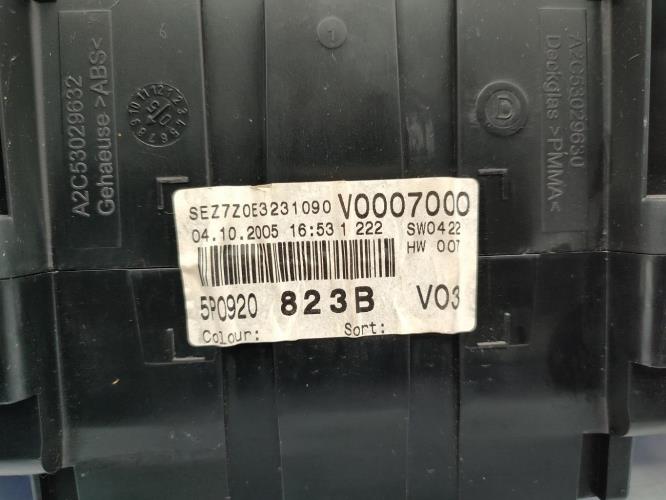 A2C53029632
Gehaeuse >ABS<
1
D
A2C53029630
Deckglas >PMMA<
SEZ7Z0E3231090 V0007000
04.10.2005 16:53 1 222 SW0422
HW 007
5P0920 823B V03
Colour: Sort: